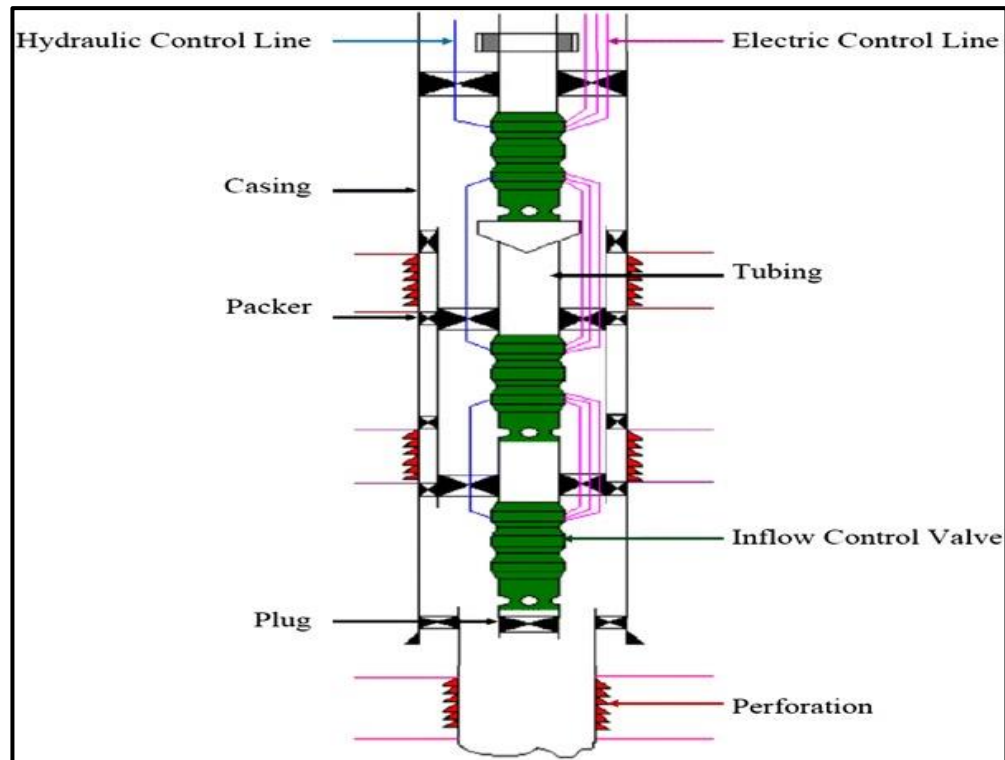 Hydraulic Control Line
Electric Control Line
Casing
Tubing
Packer
Inflow Control Valve
Plug
Perforation